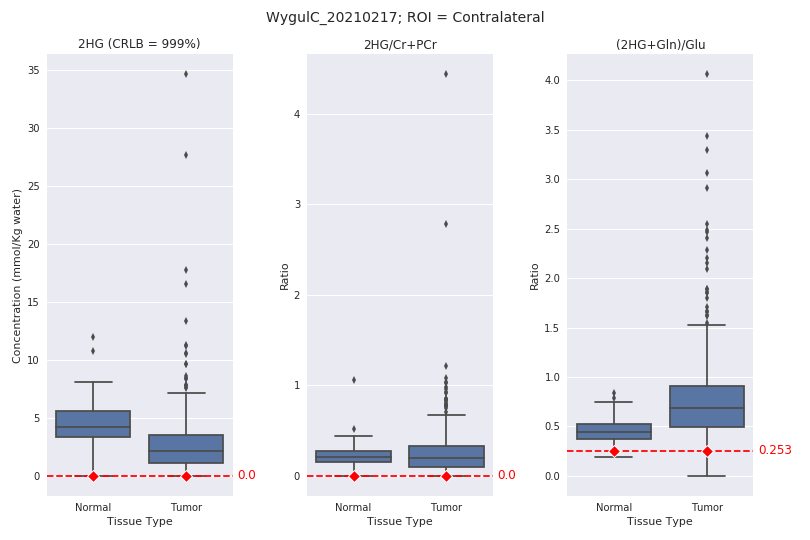 WygulC_20210217; ROI = Contralateral
2HG (CRLB = 999%)
Concentration (mmol/Kg water)
35
30
25
20
15
10
5
0
0.0
Normal
Tumor
Tissue Type
2HG/Cr+PCr
Ratio
4
3
2
1
0
0.0
Normal
Tumor
Tissue Type
(2HG+Gln)/Glu
Ratio
4.0
3.5
3.0
2.5
2.0
1.5
1.0
0.5
0.0
0.253
Normal
Tumor
Tissue Type